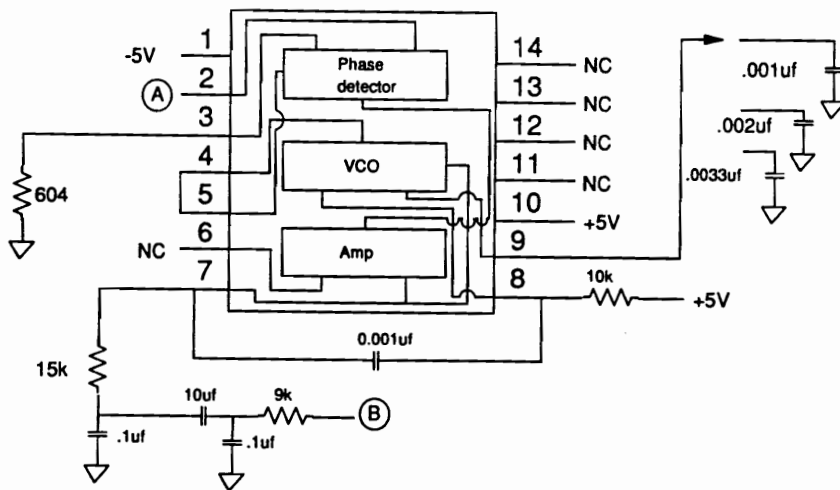 -5V
1
A
2
3
4
5
604
NC
6
7
Phase
detector
VCO
Amp
14
NC
13
NC
12
NC
11
NC
10
+5V
9
8
10k
+5V
.001uf
.002uf
.0033uf
0.001uf
15k
10uf
9k
B
.1uf
.1uf